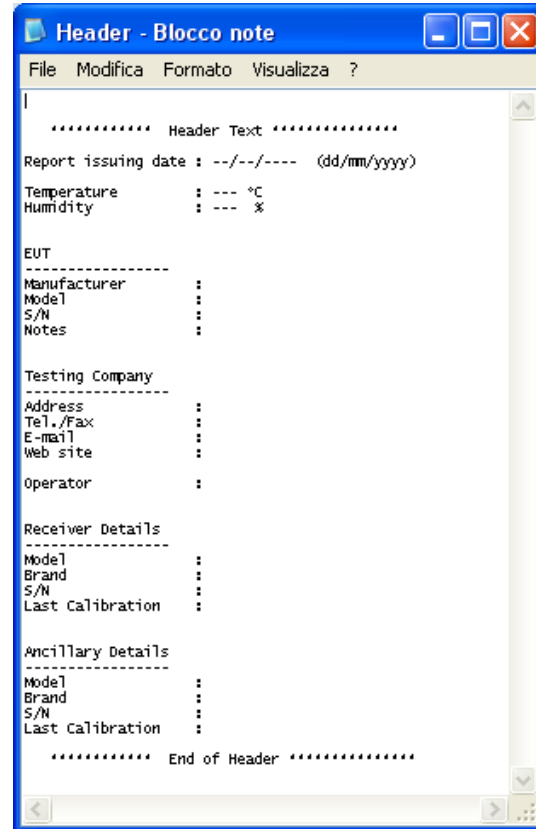 Header - Blocco note
File Modifica Formato Visualizza ?
'''''''''''' Header Text '''''''''''''''
Report issuing date : --/--/---- (dd/mm/yyyy)
Temperature : --- °C
Humidity : --- %
EUT
-----------------
Manufacturer :
Model :
S/N :
Notes :
Testing Company
-----------------
Address :
Tel./Fax :
E-mail :
Web site :
Operator :
Receiver Details
-----------------
Model :
Brand :
S/N :
Last Calibration :
Ancillary Details
-----------------
Model :
Brand :
S/N :
Last Calibration :
'''''''''''' End of Header '''''''''''''''